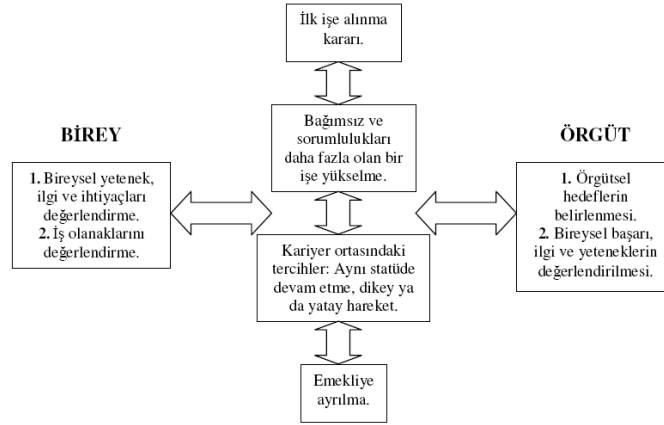 İlk işe alınma
kararı.
Bağımsız ve
sorumlulukları
daha fazla olan bir
işe yükselme.
BİREY
1. Bireysel yetenek,
ilgi ve ihtiyaçları
değerlendirme.
2. İş olanaklarını
değerlendirme.
ÖRGÜT
1. Örgütsel
hedeflerin
belirlenmesi.
2. Bireysel başarı,
ilgi ve yeteneklerin
değerlendirilmesi.
Kariyer ortasındaki
tercihler: Aynı statüde
devam etme, dikey ya
da yatay hareket.
Emekliye
ayrılma.